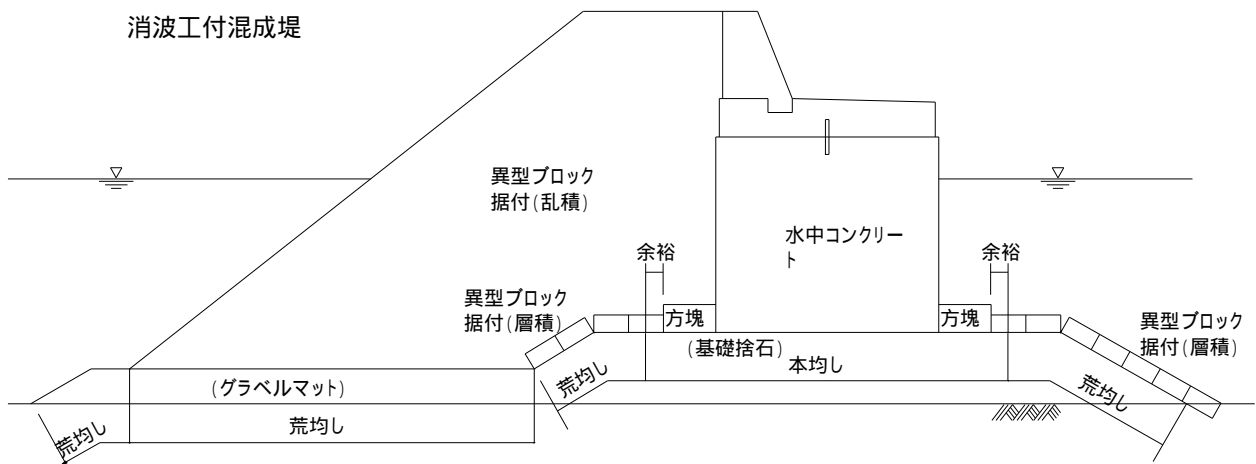 消波工付混成堤
異型ブロック
据付(乱積)
水中コンクリー
ト
余裕
余裕
異型ブロック
据付(層積)
方塊
方塊
異型ブロック
据付(層積)
(基礎捨石)
本均し
荒均し
荒均し
(グラベルマット)
荒均し
荒均し